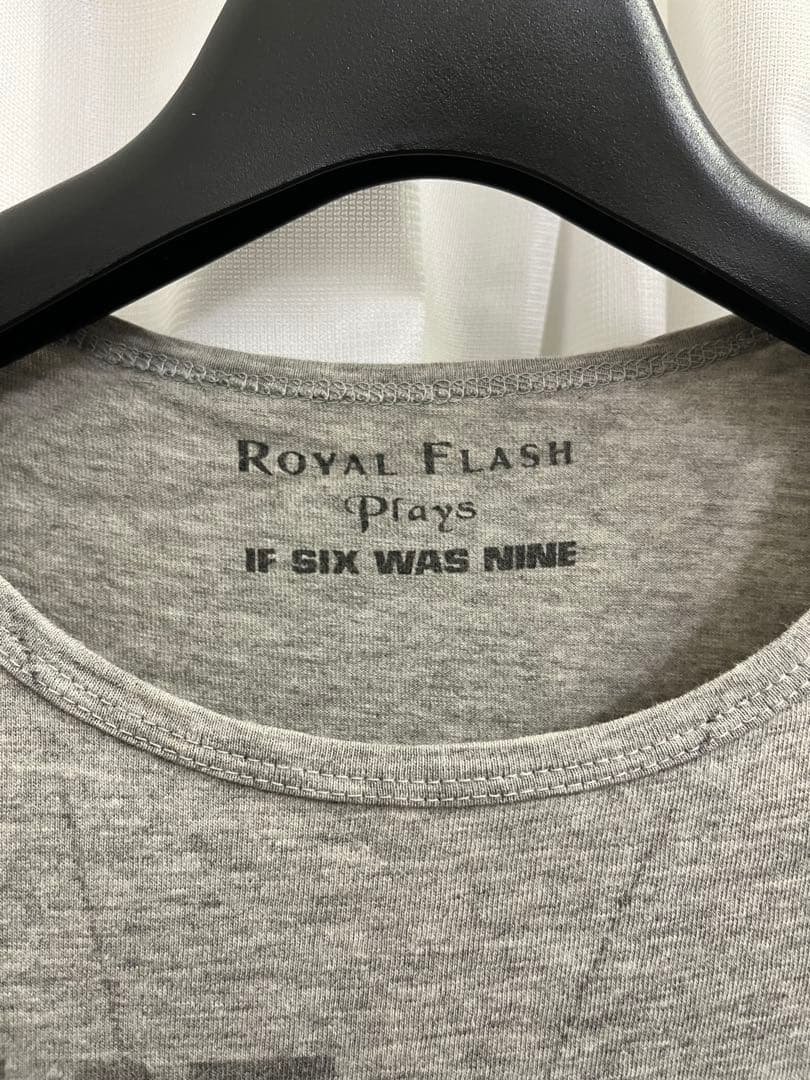 ROYAL FLASH
Plays
IF SIX WAS NINE